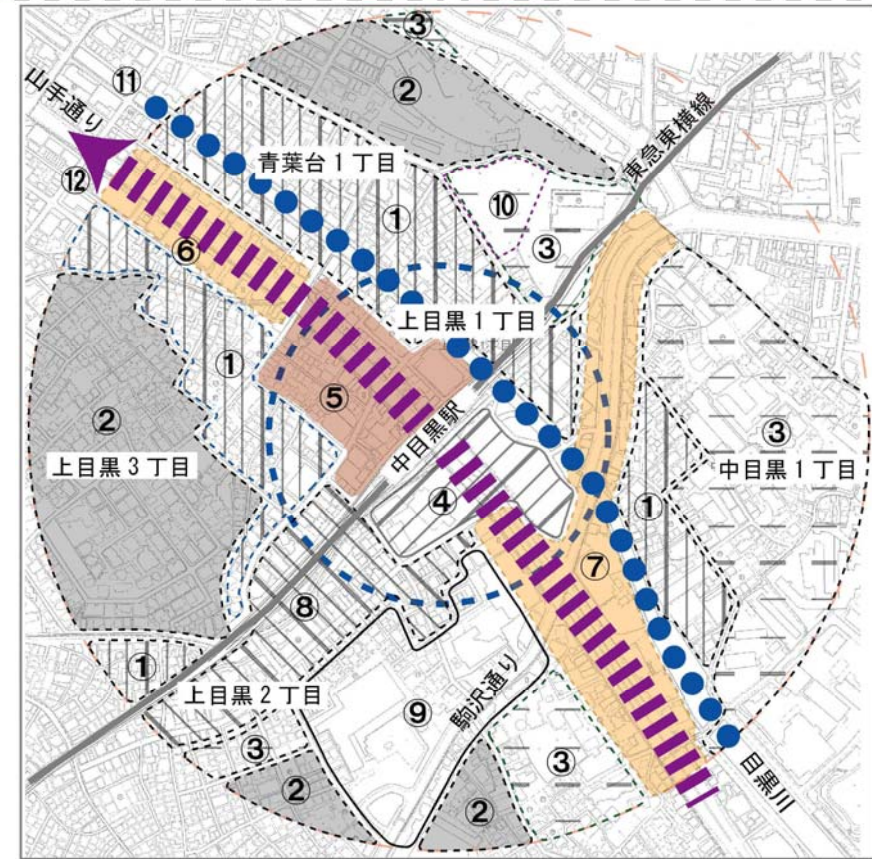 ③
②
⑪
山手通り
東急東横線
青葉台1丁目
⑫
①
⑩
③
⑥
上目黒1丁目
①
⑤
②
③
上目黒3丁目
中目黒駅
中目黒1丁目
④
①
⑦
⑧
①
上目黒2丁目
⑨
駒沢通り
③
③
目黒川
②
②